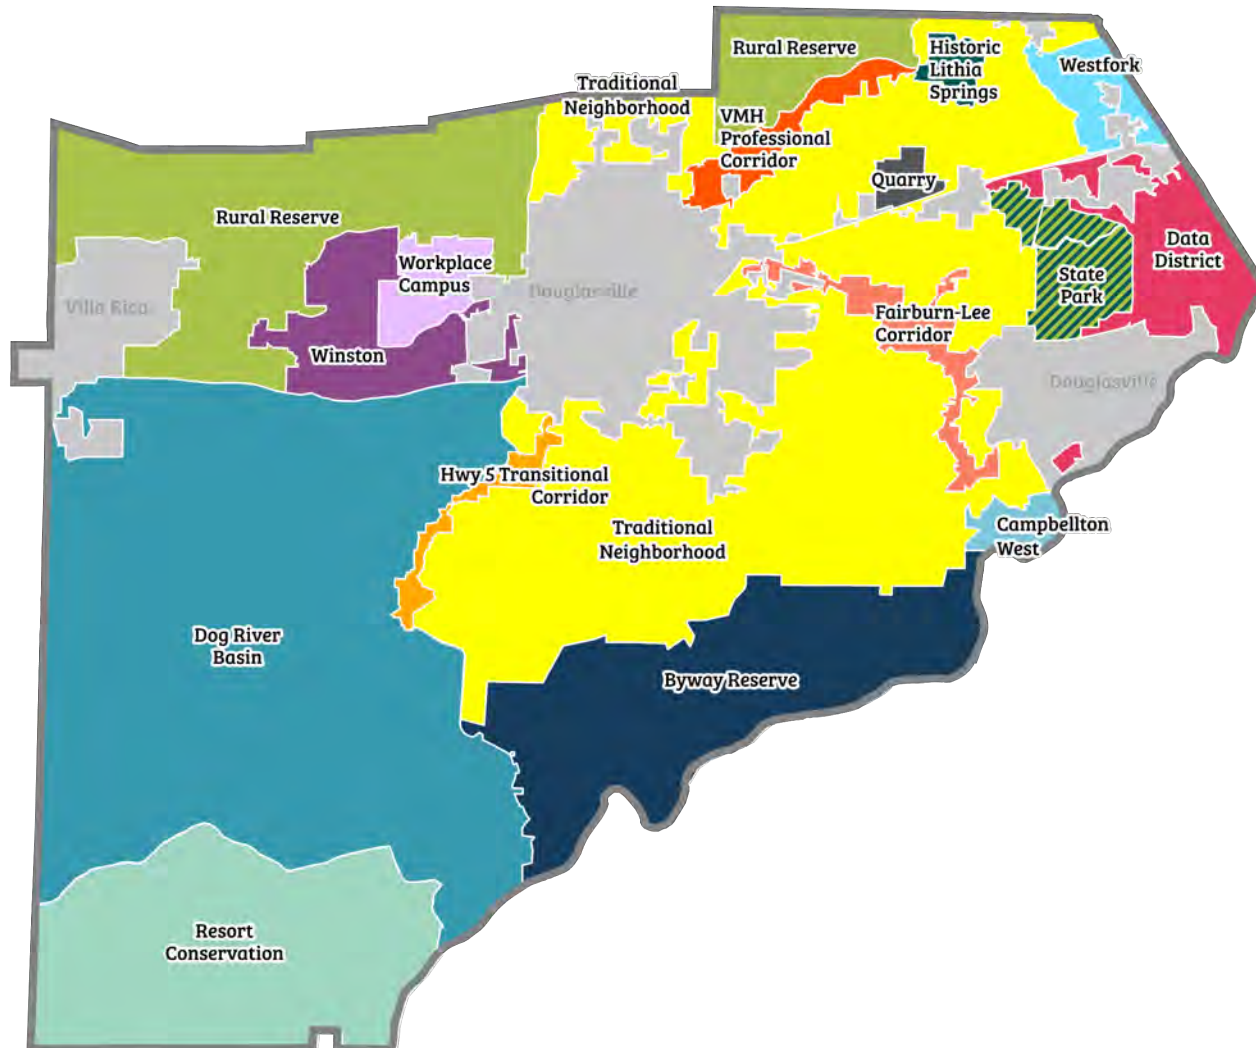 Rural Reserve
Historic
Lithia
Springs
Westfork
Traditional
Neighborhood
VMH
Professional
Corridor
Quarry
Rural Reserve
Workplace
Campus
Data
District
State
Park
Villa Rica
Douglasville
Winston
Fairburn-Lee
Corridor
Douglasville
Hwy 5 Transitional
Corridor
Traditional
Neighborhood
Campbellton
West
Dog River
Basin
Byway Reserve
Resort
Conservation